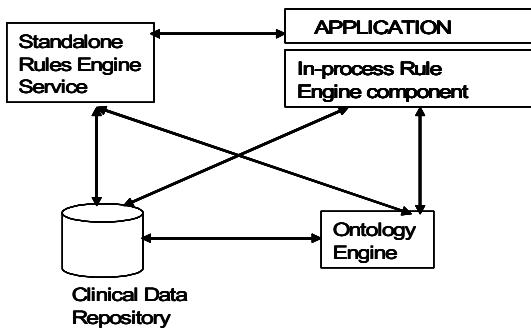 Standalone
Rules Engine
Service
APPLICATION
In-process Rule
Engine component
Ontology
Engine
Clinical Data
Repository